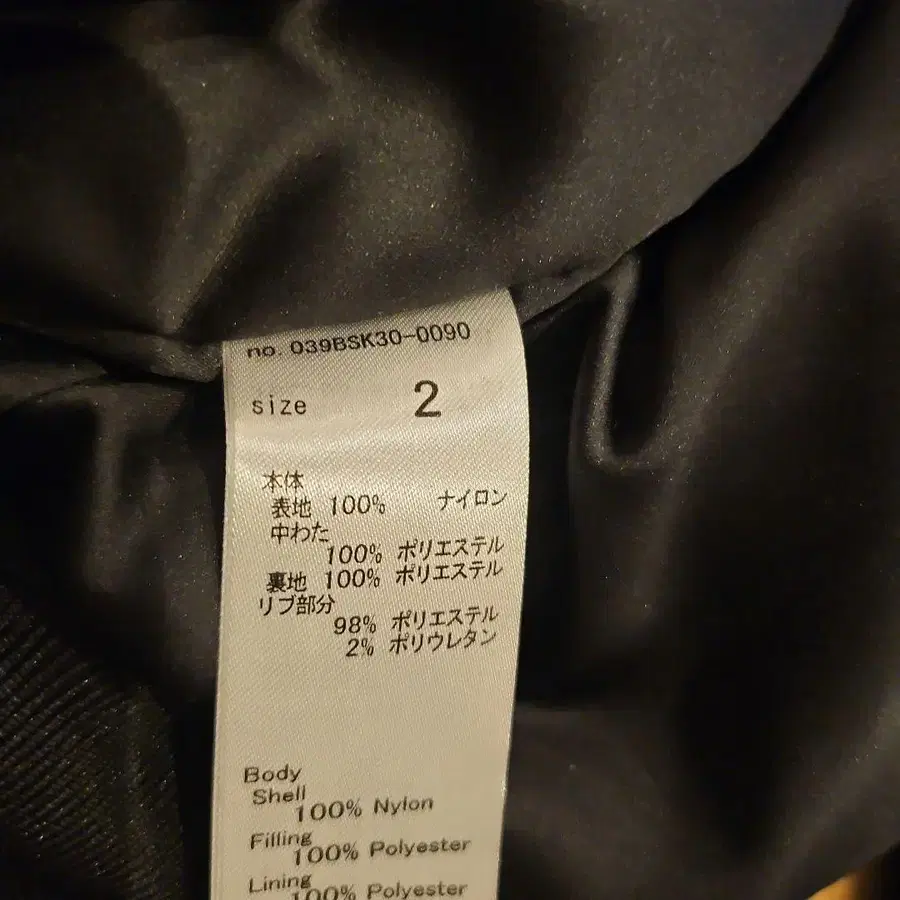 no. 039BSK30-0090
size 2
本体
表地 100% ナイロン
中わた
100% ポリエステル
裏地 100% ポリエステル
リブ部分
98% ポリエステル
2% ポリウレタン
Body
Shell
100% Nylon
Filling
100% Polyester
Lining
100% Polyester